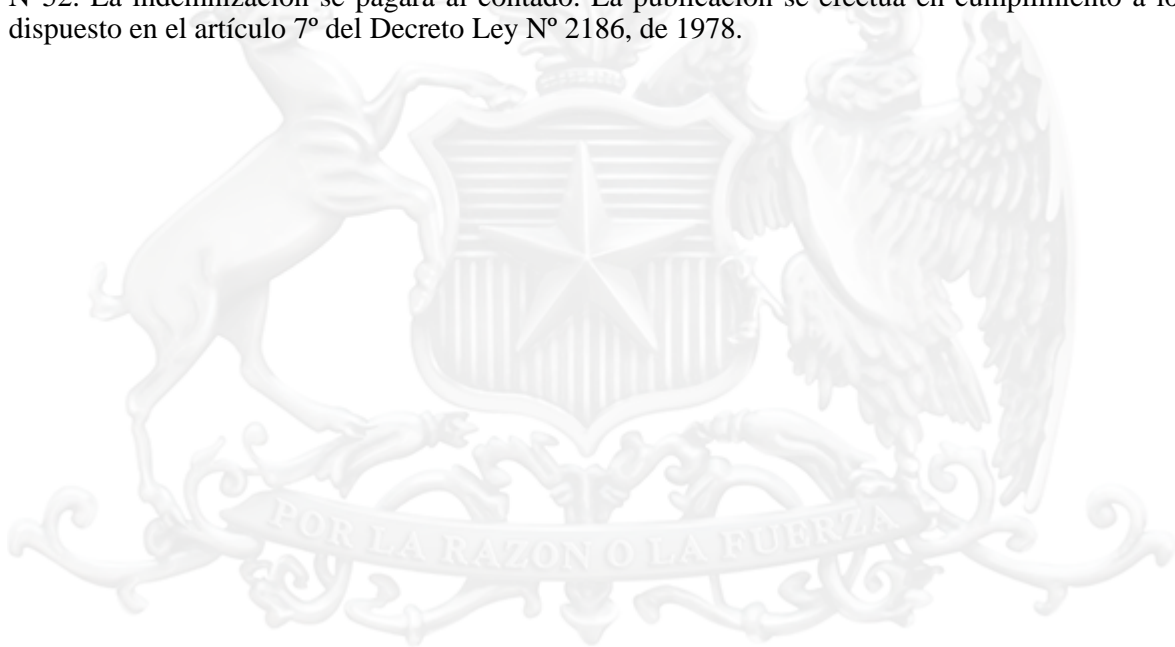 Nº 52. La indemnización se pagará al contado. La publicación se efectúa en cumplimiento a lo
dispuesto en el artículo 7º del Decreto Ley Nº 2186, de 1978.
POR LA RAZON O LA FUERZA